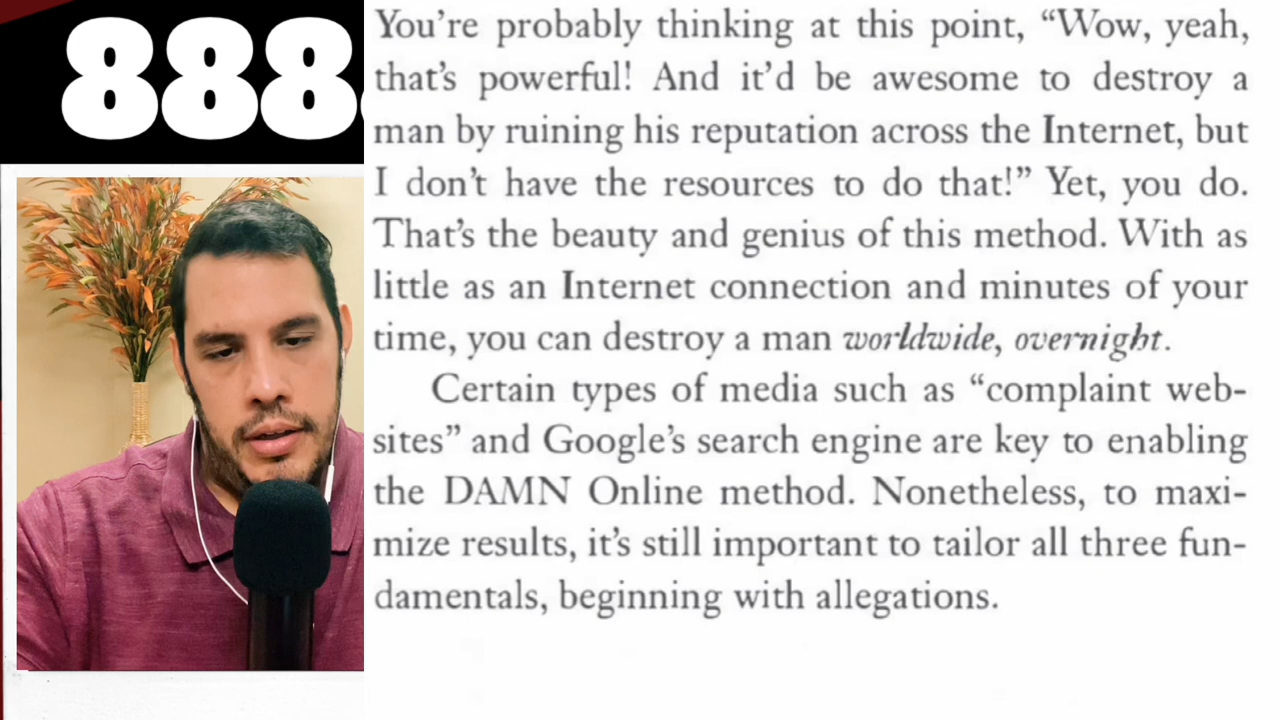 888
You're probably thinking at this point, “Wow, yeah,
that's powerful! And it'd be awesome to destroy a
man by ruining his reputation across the Internet, but
I don't have the resources to do that!” Yet, you do.
That's the beauty and genius of this method. With as
little as an Internet connection and minutes of your
time, you can destroy a man worldwide, overnight.
Certain types of media such as “complaint web-
sites” and Google's search engine are key to enabling
the DAMN Online method. Nonetheless, to maxi-
mize results, it's still important to tailor all three fun-
damentals, beginning with allegations.